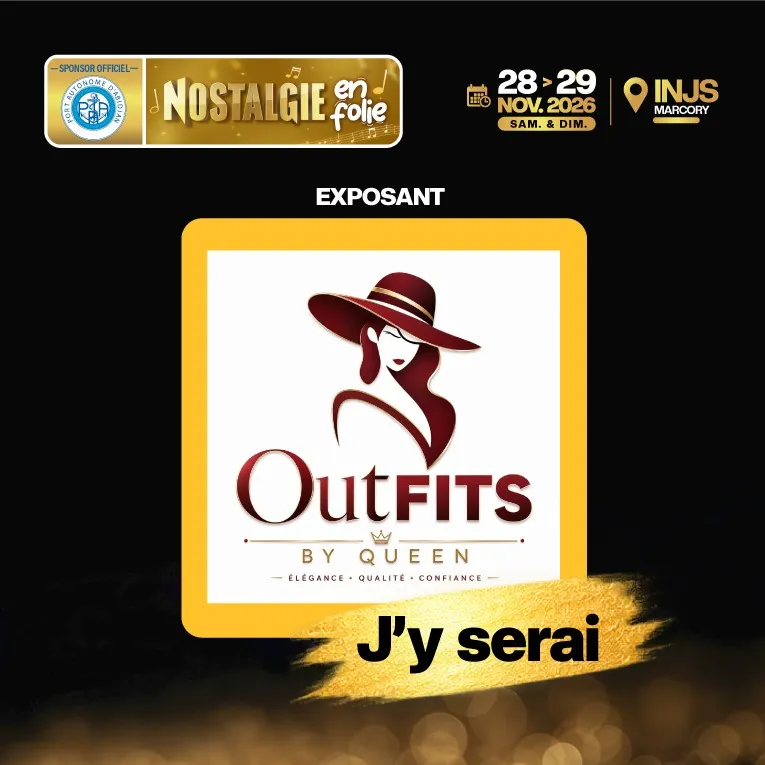 SPONSOR OFFICIEL
PORT AUTONOME D'ABIDJAN
NOSTALGIE
en
folie
28 > 29
NOV. 2026
SAM. & DIM.
INJS
MARCORY
EXPOSANT
OutFITS
BY QUEEN
ÉLÉGANCE • QUALITÉ • CONFIANCE
J'y serai